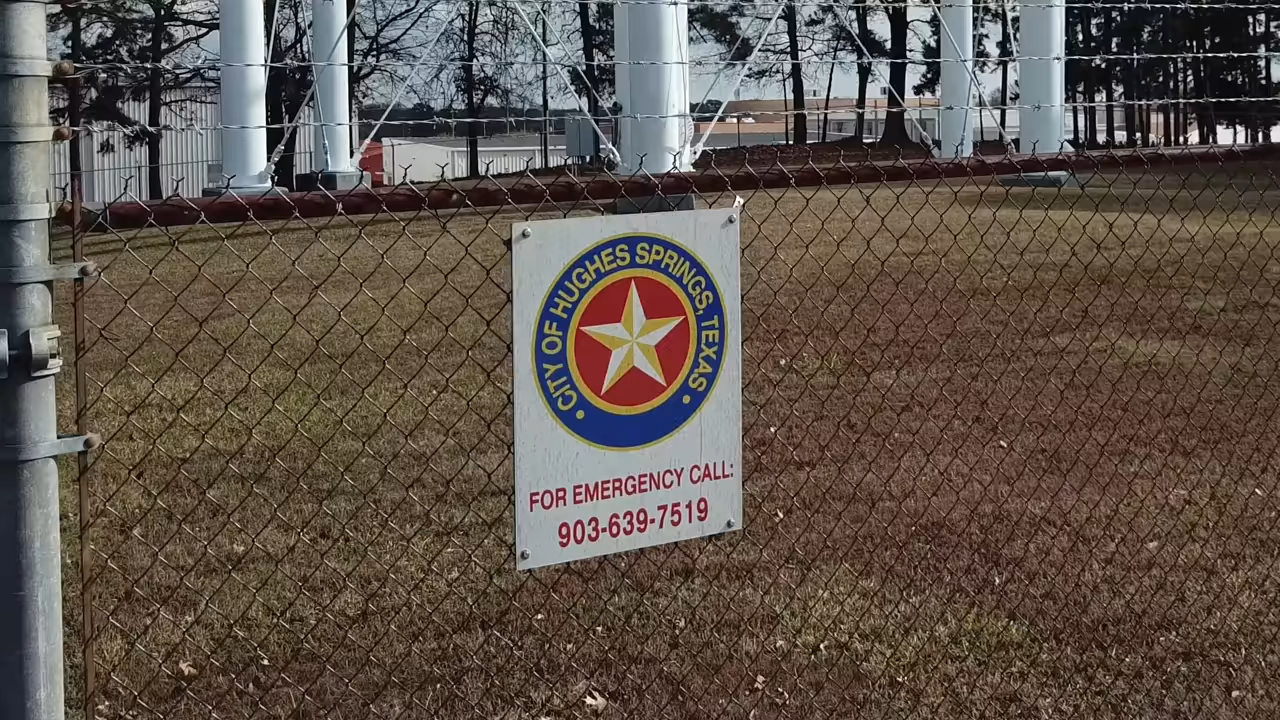 • CITY OF HUGHES SPRINGS, TEXAS •
FOR EMERGENCY CALL:
903-639-7519